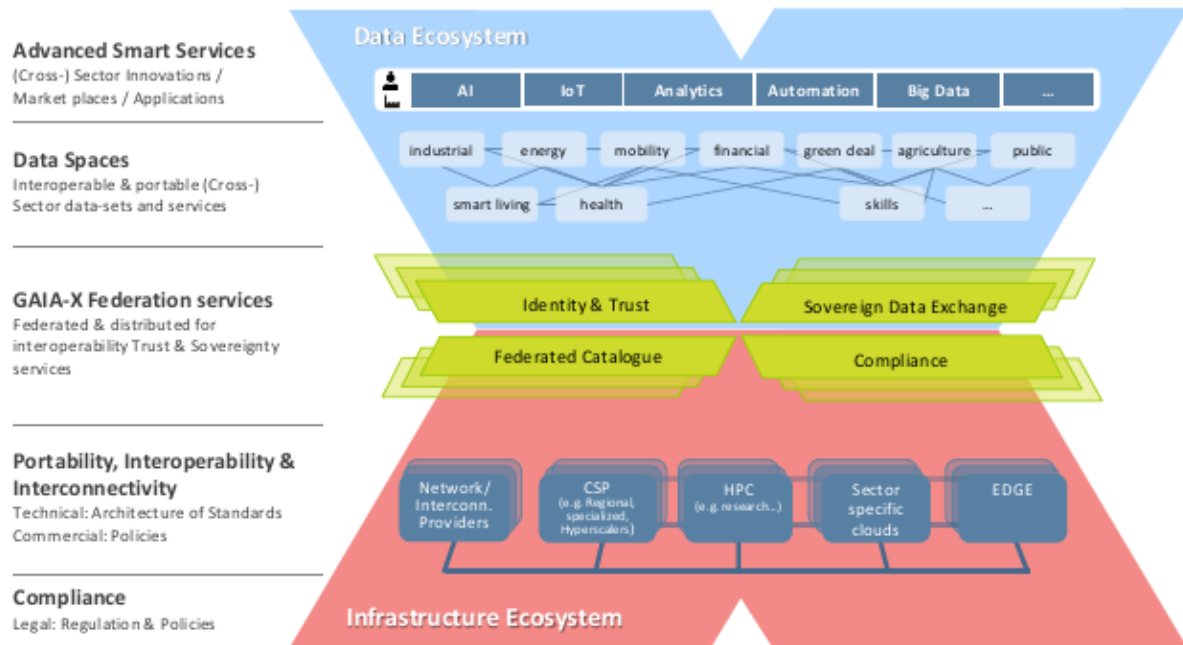 Advanced Smart Services
(Cross-) Sector Innovations /
Market places / Applications
Data Spaces
Interoperable & portable (Cross-)
Sector data-sets and services
GAIA-X Federation services
Federated & distributed for
interoperability Trust & Sovereignty
services
Portability, Interoperability &
Interconnectivity
Technical: Architecture of Standards
Commercial: Policies
Compliance
Legal: Regulation & Policies
Data Ecosystem
AI
IoT
Analytics
Automation
Big Data
...
industrial
energy
mobility
financial
green deal
agriculture
public
smart living
health
skills
...
Identity & Trust
Sovereign Data Exchange
Federated Catalogue
Compliance
Network/
Interconn.
Providers
CSP
(e.g. Regional,
specialized,
Hyperscalers)
HPC
(e.g. research...)
Sector
specific
clouds
EDGE
Infrastructure Ecosystem